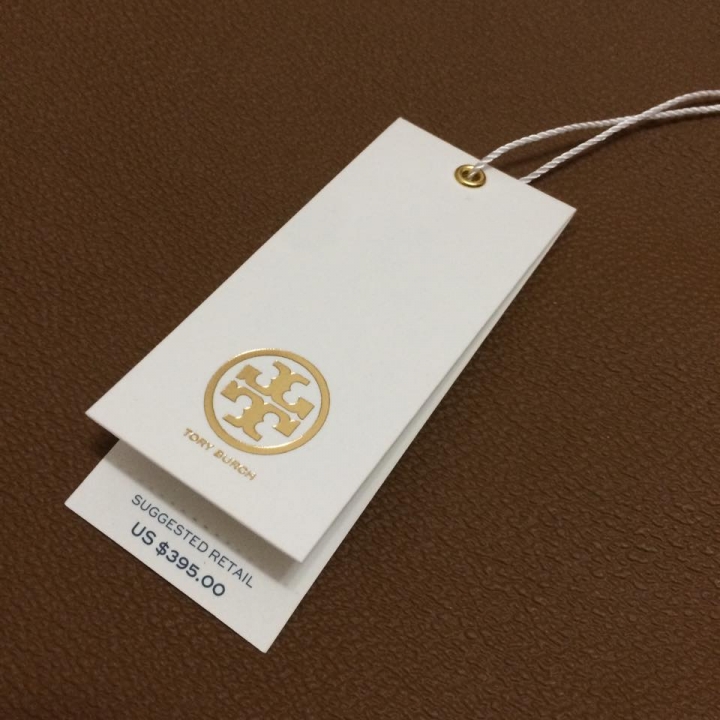 TORY BURCH
SUGGESTED RETAIL
US $395.00